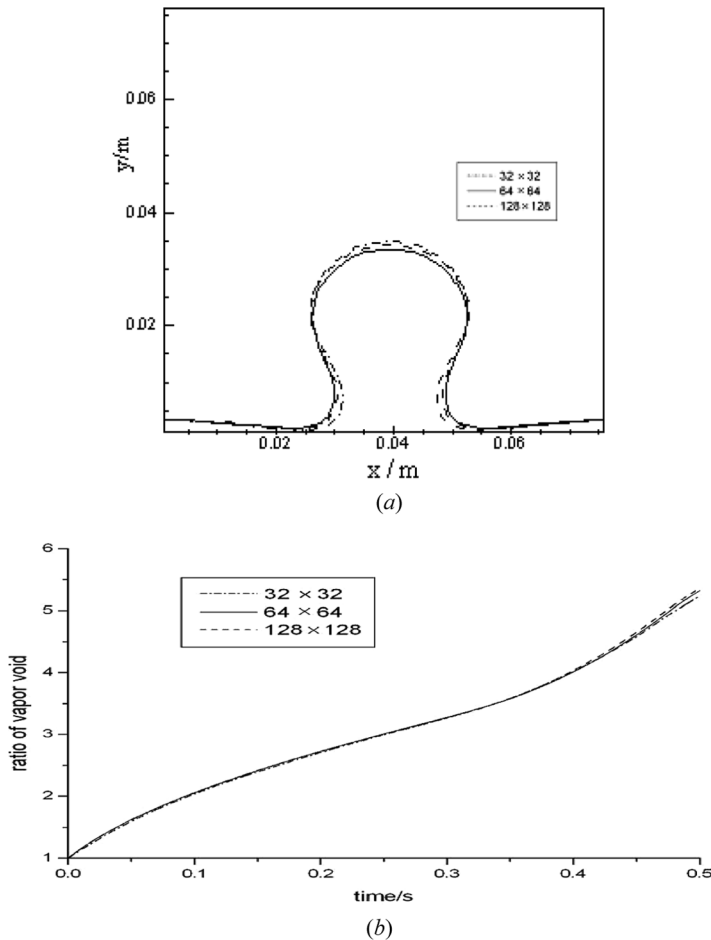 0.06
0.04
0.02
y/m
32 × 32
64 × 64
128 × 128
0.02 0.04 0.06
x / m
(a)
6
5
4
3
2
1
ratio of vapor void
32 × 32
64 × 64
128 × 128
0.0 0.1 0.2 0.3 0.4 0.5
time/s
(b)